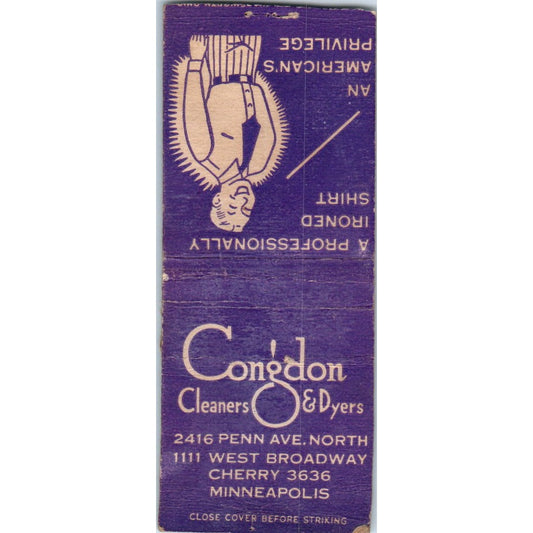 A PROFESSIONALLY
IRONED
SHIRT
AN
AMERICAN'S
PRIVILEGE
Congdon
Cleaners & Dyers
2416 PENN AVE. NORTH
1111 WEST BROADWAY
CHERRY 3636
MINNEAPOLIS
CLOSE COVER BEFORE STRIKING